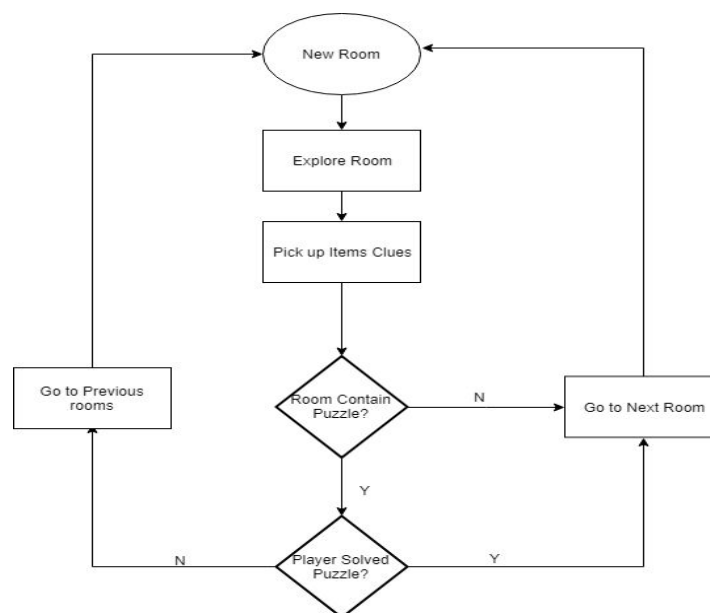 New Room
Explore Room
Pick up Items Clues
Go to Previous
rooms
Room Contain
Puzzle?
N
Go to Next Room
Y
N
Player Solved
Puzzle?
Y